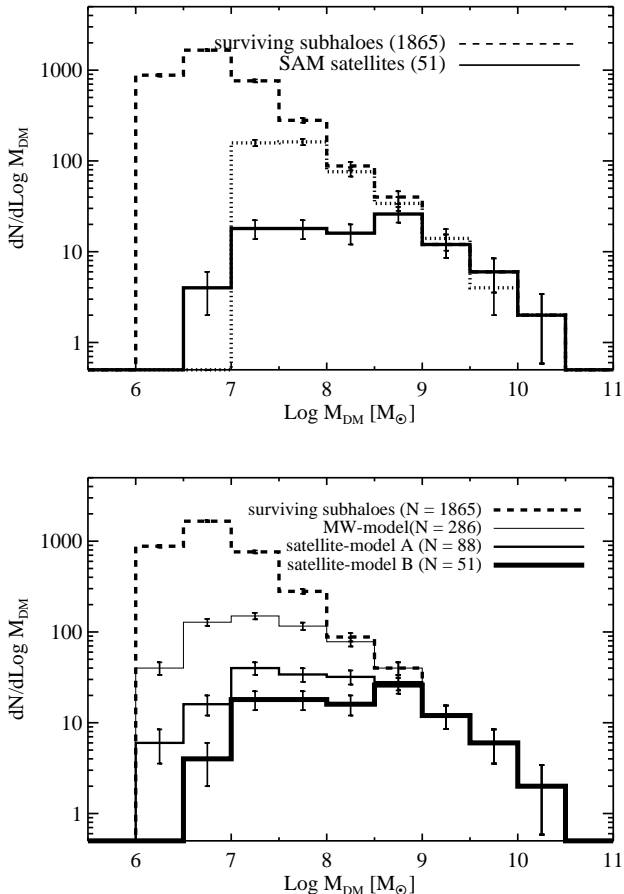 surviving subhaloes (1865)
SAM satellites (51)
1000
100
10
1
dN/dLog M_DM
6 7 8 9 10 11
Log M_DM [M_⊙]
surviving subhaloes (N = 1865)
MW-model(N = 286)
satellite-model A (N = 88)
satellite-model B (N = 51)
1000
100
10
1
dN/dLog M_DM
6 7 8 9 10 11
Log M_DM [M_⊙]